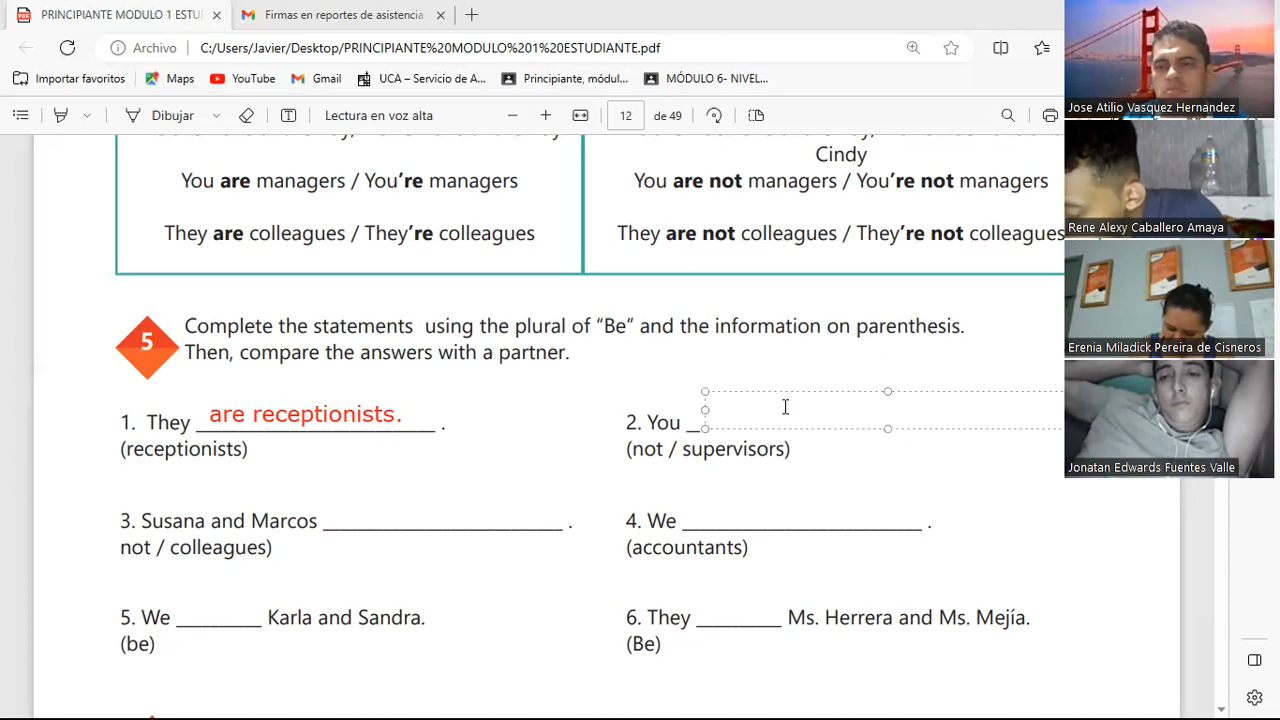 PRINCIPIANTE MODULO 1 ESTU
Firmas en reportes de asistencia
Archivo C:/Users/Javier/Desktop/PRINCIPIANTE%20MODULO%201%20ESTUDIANTE.pdf
Importar favoritos Maps YouTube Gmail UCA – Servicio de A... Principiante, módul... MÓDULO 6- NIVEL...
Dibujar Lectura en voz alta 12 de 49
Cindy
You are managers / You're managers
You are not managers / You're not managers
They are colleagues / They're colleagues
They are not colleagues / They're not colleagues
5 Complete the statements using the plural of “Be” and the information on parenthesis.
Then, compare the answers with a partner.
1. They are receptionists. .
(receptionists)
2. You _
(not / supervisors)
3. Susana and Marcos _________________________ .
not / colleagues)
4. We _________________________ .
(accountants)
5. We _________ Karla and Sandra.
(be)
6. They _________ Ms. Herrera and Ms. Mejía.
(Be)
Jose Atilio Vasquez Hernandez
Rene Alexy Caballero Amaya
Erenia Miladick Pereira de Cisneros
Jonatan Edwards Fuentes Valle